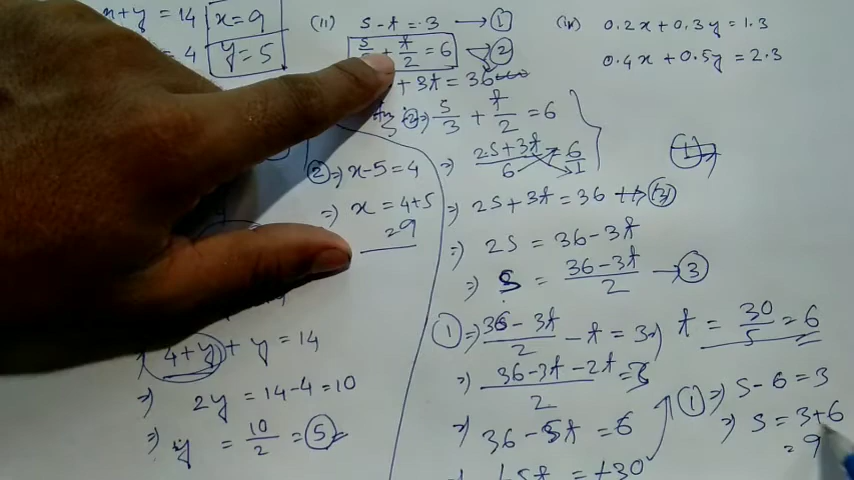 x+y = 14
x=9
= 4
y=5
(ii) s-t = 3 → ①
+ t/2 = 6 → ②
+ 3t = 36
② ⇒ s/3 + t/2 = 6
⇒ 2s+3t/6 = 6/1
⇒ 2s+3t = 36
⇒ 2s = 36-3t
⇒ s = 36-3t/2 → ③
① ⇒ 36-3t/2 - t = 3
⇒ 36-3t-2t/2 = 3
⇒ 36-5t = 6
+5t = +30
② ⇒ x-5=4
⇒ x = 4+5
= 9
4+y + y = 14
⇒ 2y = 14-4 = 10
⇒ y = 10/2 = 5
(iv) 0.2x + 0.3y = 1.3
0.4x + 0.5y = 2.3
t = 30/5 = 6
① ⇒ s-6 = 3
⇒ s = 3+6
= 9